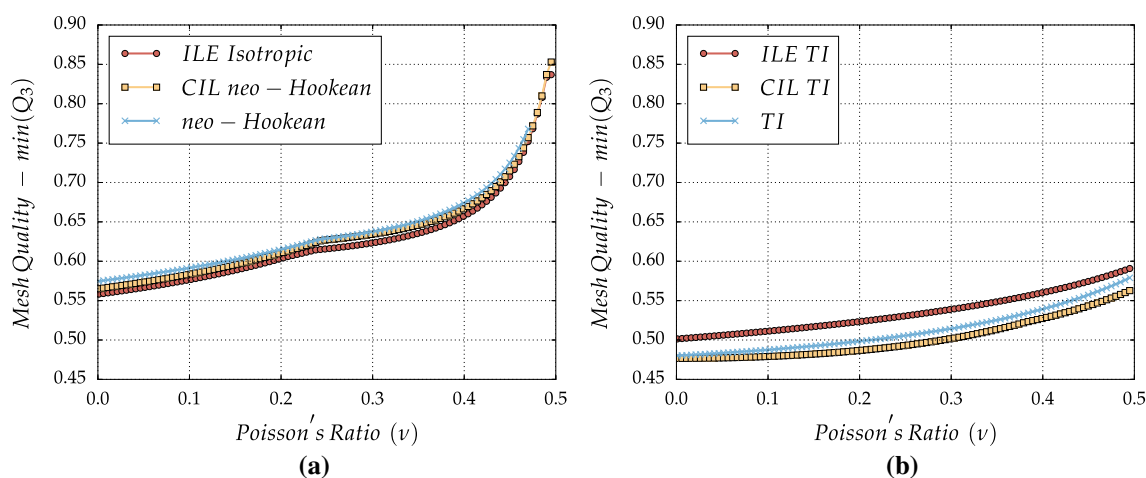 Mesh Quality − min(Q₃)
0.90
0.85
0.80
0.75
0.70
0.65
0.60
0.55
0.50
0.45
ILE Isotropic
CIL neo − Hookean
neo − Hookean
0.0 0.1 0.2 0.3 0.4 0.5
Poisson's Ratio (ν)
(a)
Mesh Quality − min(Q₃)
0.90
0.85
0.80
0.75
0.70
0.65
0.60
0.55
0.50
0.45
ILE TI
CIL TI
TI
0.0 0.1 0.2 0.3 0.4 0.5
Poisson's Ratio (ν)
(b)